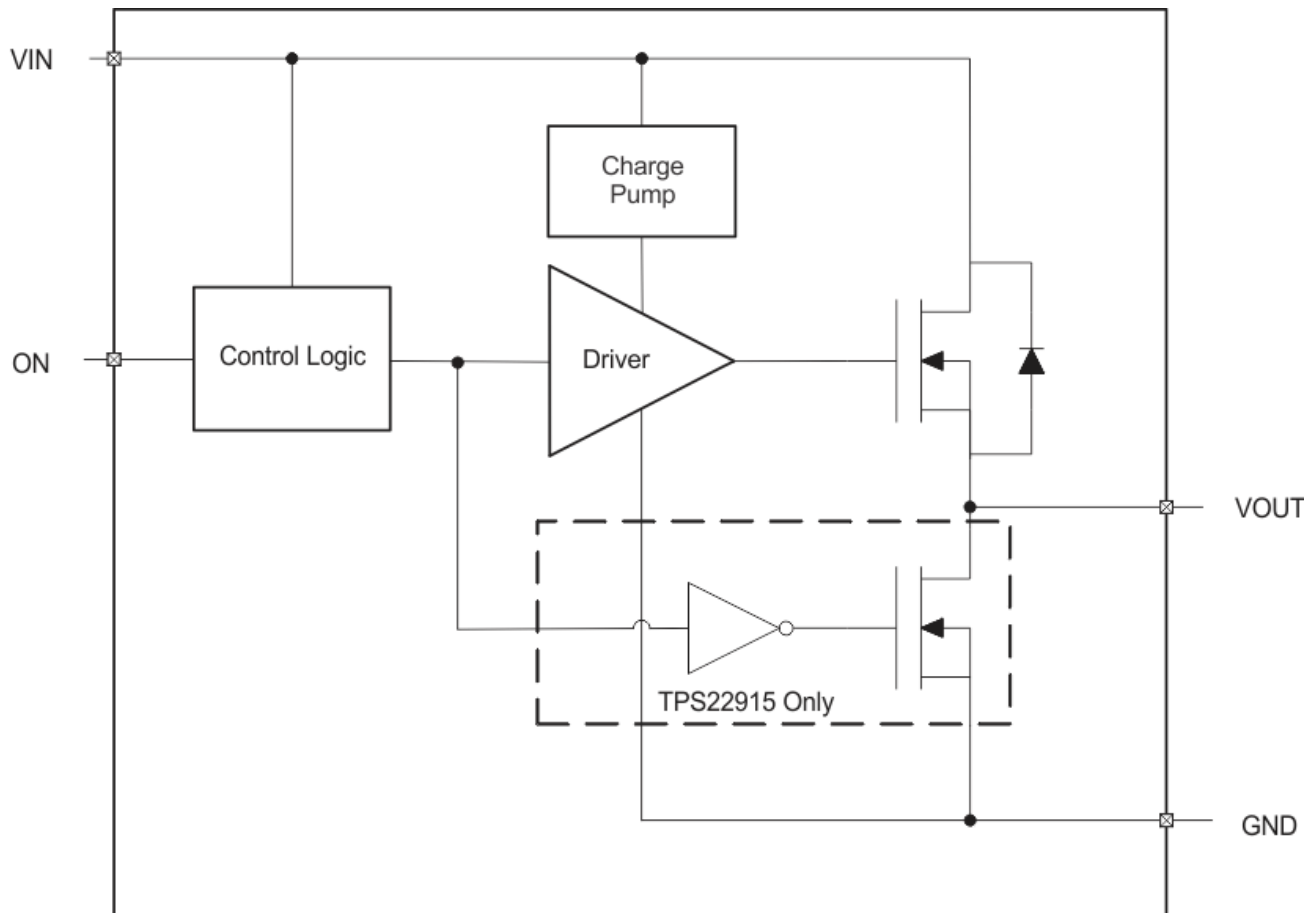 VIN
Charge
Pump
ON
Control Logic
Driver
VOUT
TPS22915 Only
GND